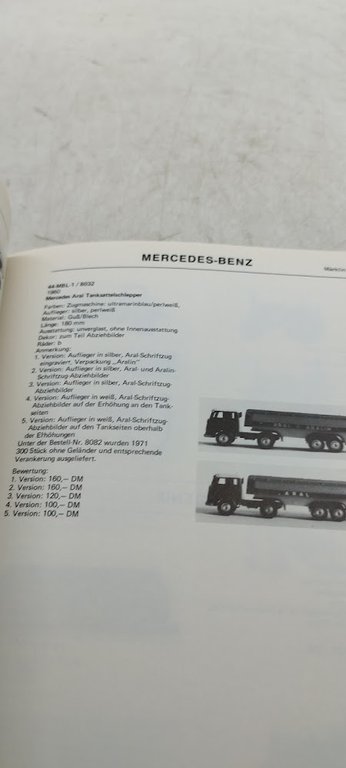 MERCEDES-BENZ
Märklin
44-MBL-1 / 8032
1960
Mercedes Aral Tanksattelschlepper
Farben: Zugmaschine: ultramarinblau/perlweiß,
Auflieger: silber, perlweiß
Material: Guß/Blech
Länge: 180 mm
Ausstattung: unverglast, ohne Innenausstattung
Dekor: zum Teil Abziehbilder
Räder: b
Anmerkung:
1. Version: Auflieger in silber, Aral-Schriftzug
eingraviert, Verpackung „Aralin"
2. Version: Auflieger in silber, Aral- und Aralin-
Schriftzug Abziehbilder
3. Version: Auflieger in silber, Aral-Schriftzug-
Abziehbilder
4. Version: Auflieger in weiß, Aral-Schriftzug-
Abziehbilder auf der Erhöhung an den Tank-
seiten
5. Version: Auflieger in weiß, Aral-Schriftzug-
Abziehbilder auf den Tankseiten oberhalb
der Erhöhungen
Unter der Bestell-Nr. 8082 wurden 1971
300 Stück ohne Geländer und entsprechende
Verankerung ausgeliefert.
Bewertung:
1. Version: 160,— DM
2. Version: 160,— DM
3. Version: 120,— DM
4. Version: 100,— DM
5. Version: 100,— DM
ARAL
ARALIN
ARAL